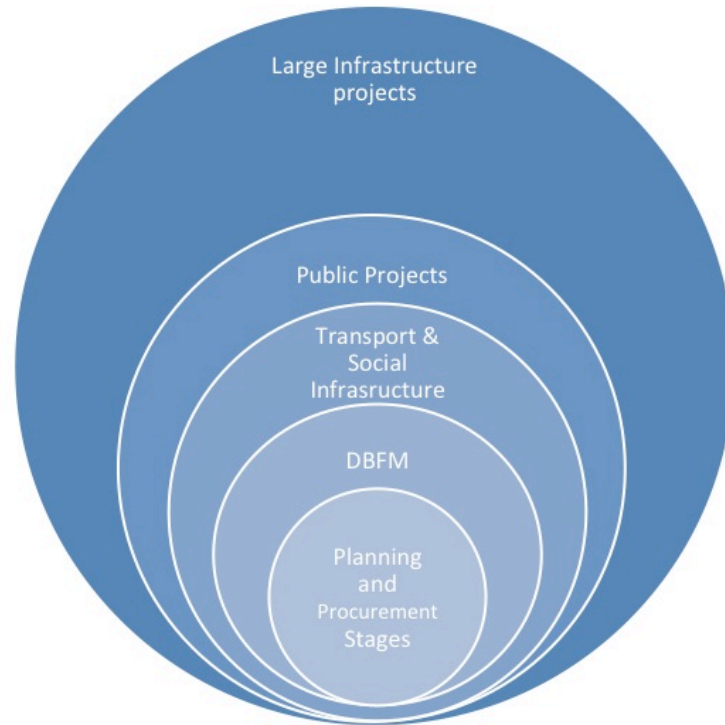 Large Infrastructure
projects
Public Projects
Transport &
Social
Infrasructure
DBFM
Planning
and
Procurement
Stages